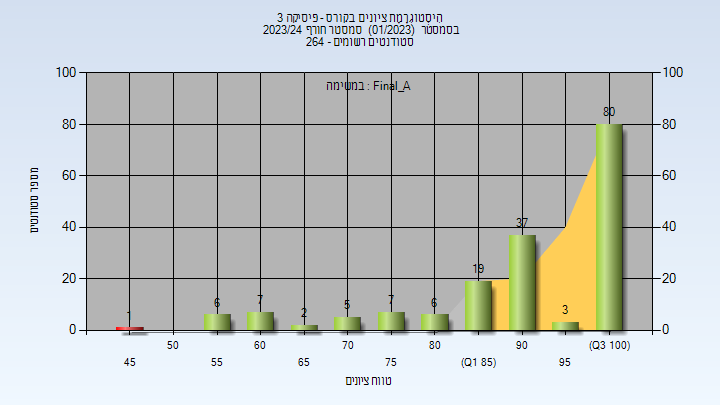 היסטוגרמת ציונים בקורס - פיסיקה 3
בסמסטר (01/2023) סמסטר חורף 2023/24
סטודנטים רשומים - 264
במשימה : Final_A
100 100
80 80
60 60
40 40
20 20
0 0
מספר סטודנטים
1 6 7 2 5 7 6 19 37 3 80
50 60 70 80 90 (Q3 100)
45 55 65 75 (Q1 85) 95
טווח ציונים